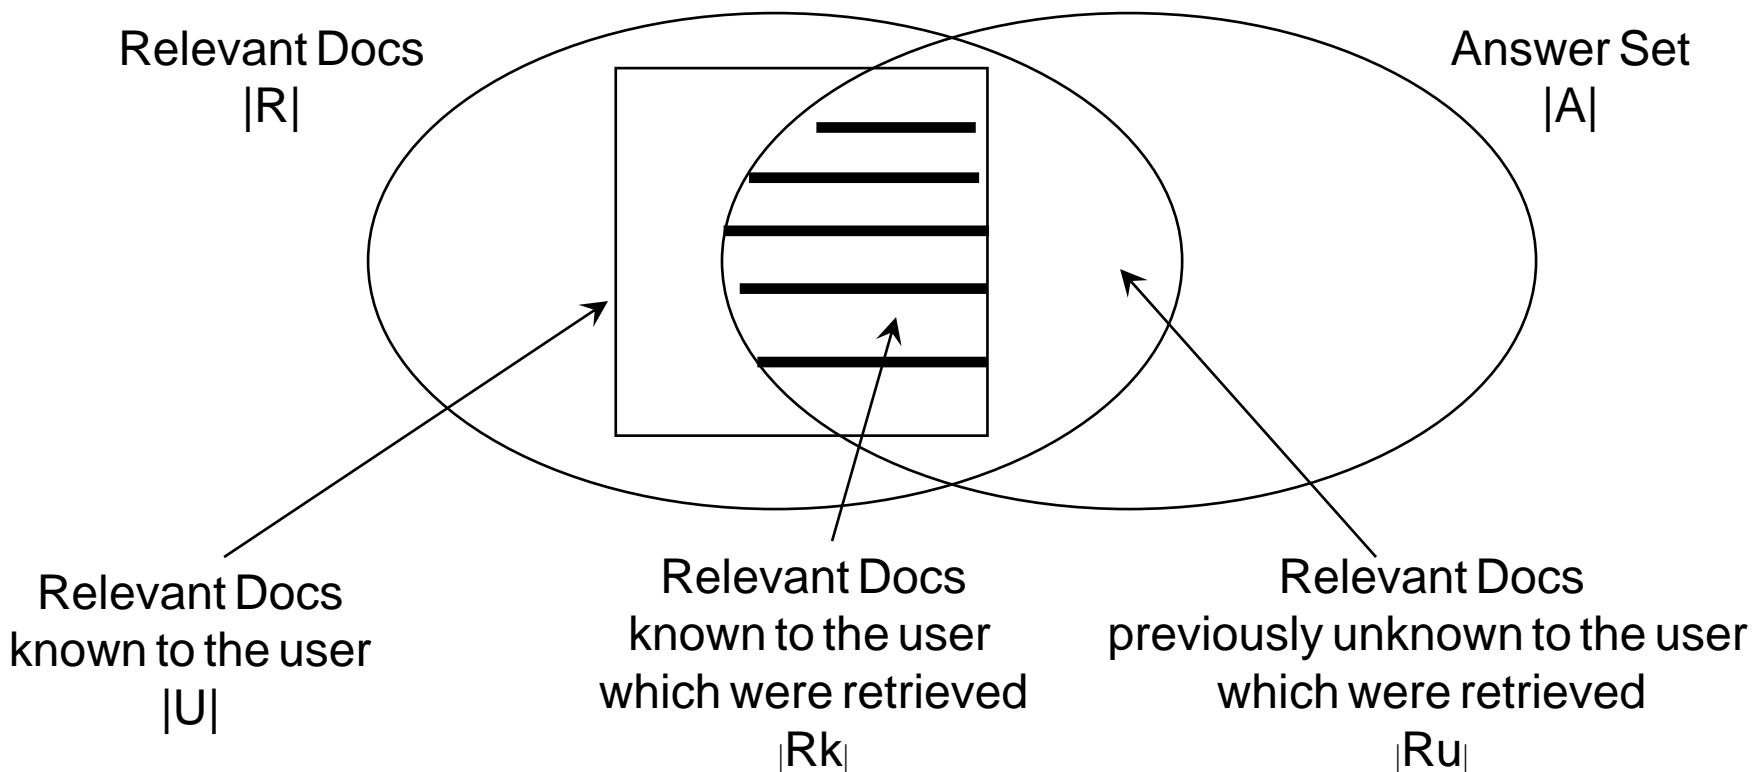 Relevant Docs
|R|
Answer Set
|A|
Relevant Docs
known to the user
|U|
Relevant Docs
known to the user
which were retrieved
|Rk|
Relevant Docs
previously unknown to the user
which were retrieved
|Ru|